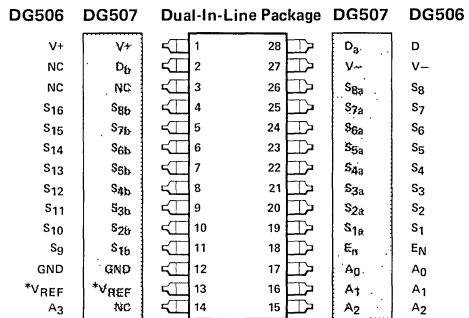 DG506 DG507 Dual-In-Line Package DG507 DG506
V+ V+ 1 28 Da D
NC Db 2 27 V– V–
NC NC 3 26 S8a S8
S16 S8b 4 25 S7a S7
S15 S7b 5 24 S6a S6
S14 S6b 6 23 S5a S5
S13 S5b 7 22 S4a S4
S12 S4b 8 21 S3a S3
S11 S3b 9 20 S2a S2
S10 S2b 10 19 S1a S1
S9 S1b 11 18 En EN
GND GND 12 17 A0 A0
*VREF *VREF 13 16 A1 A1
A3 NC 14 15 A2 A2